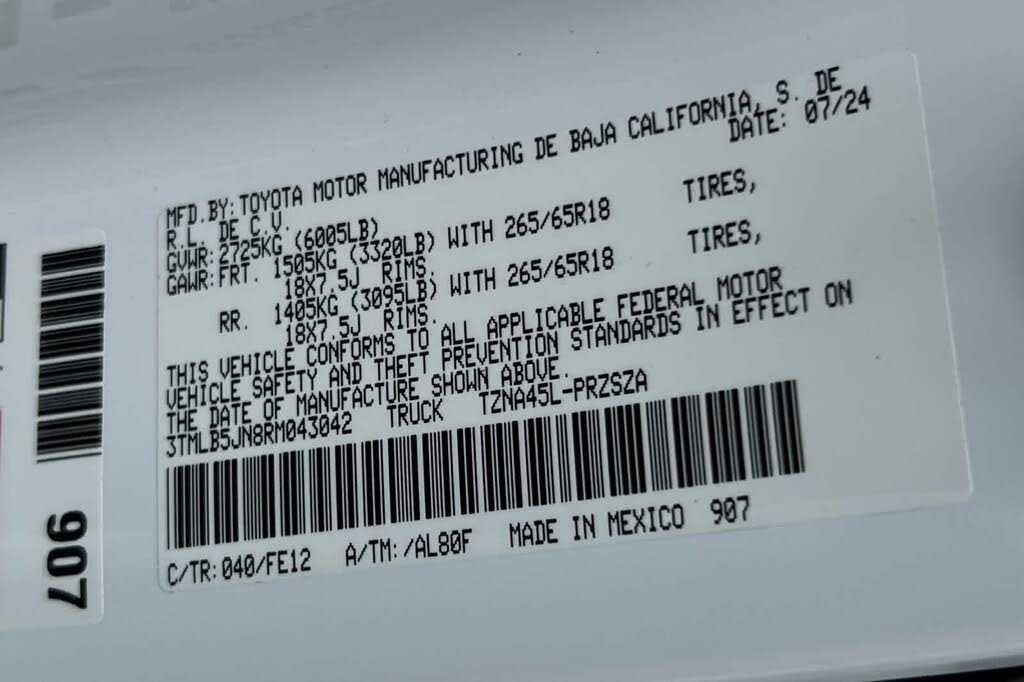 MFD.BY:TOYOTA MOTOR MANUFACTURING DE BAJA CALIFORNIA, S. DE
R.L. DE C.V. DATE: 07/24
GVWR:2725KG (6005LB)
GAWR:FRT. 1505KG (3320LB) WITH 265/65R18 TIRES,
18X7.5J RIMS.
RR. 1405KG (3095LB) WITH 265/65R18 TIRES,
18X7.5J RIMS.
THIS VEHICLE CONFORMS TO ALL APPLICABLE FEDERAL MOTOR
VEHICLE SAFETY AND THEFT PREVENTION STANDARDS IN EFFECT ON
THE DATE OF MANUFACTURE SHOWN ABOVE.
3TMLB5JN8RM043042 TRUCK TZNA45L-PRZSZA
C/TR:040/FE12 A/TM:/AL80F MADE IN MEXICO 907
907